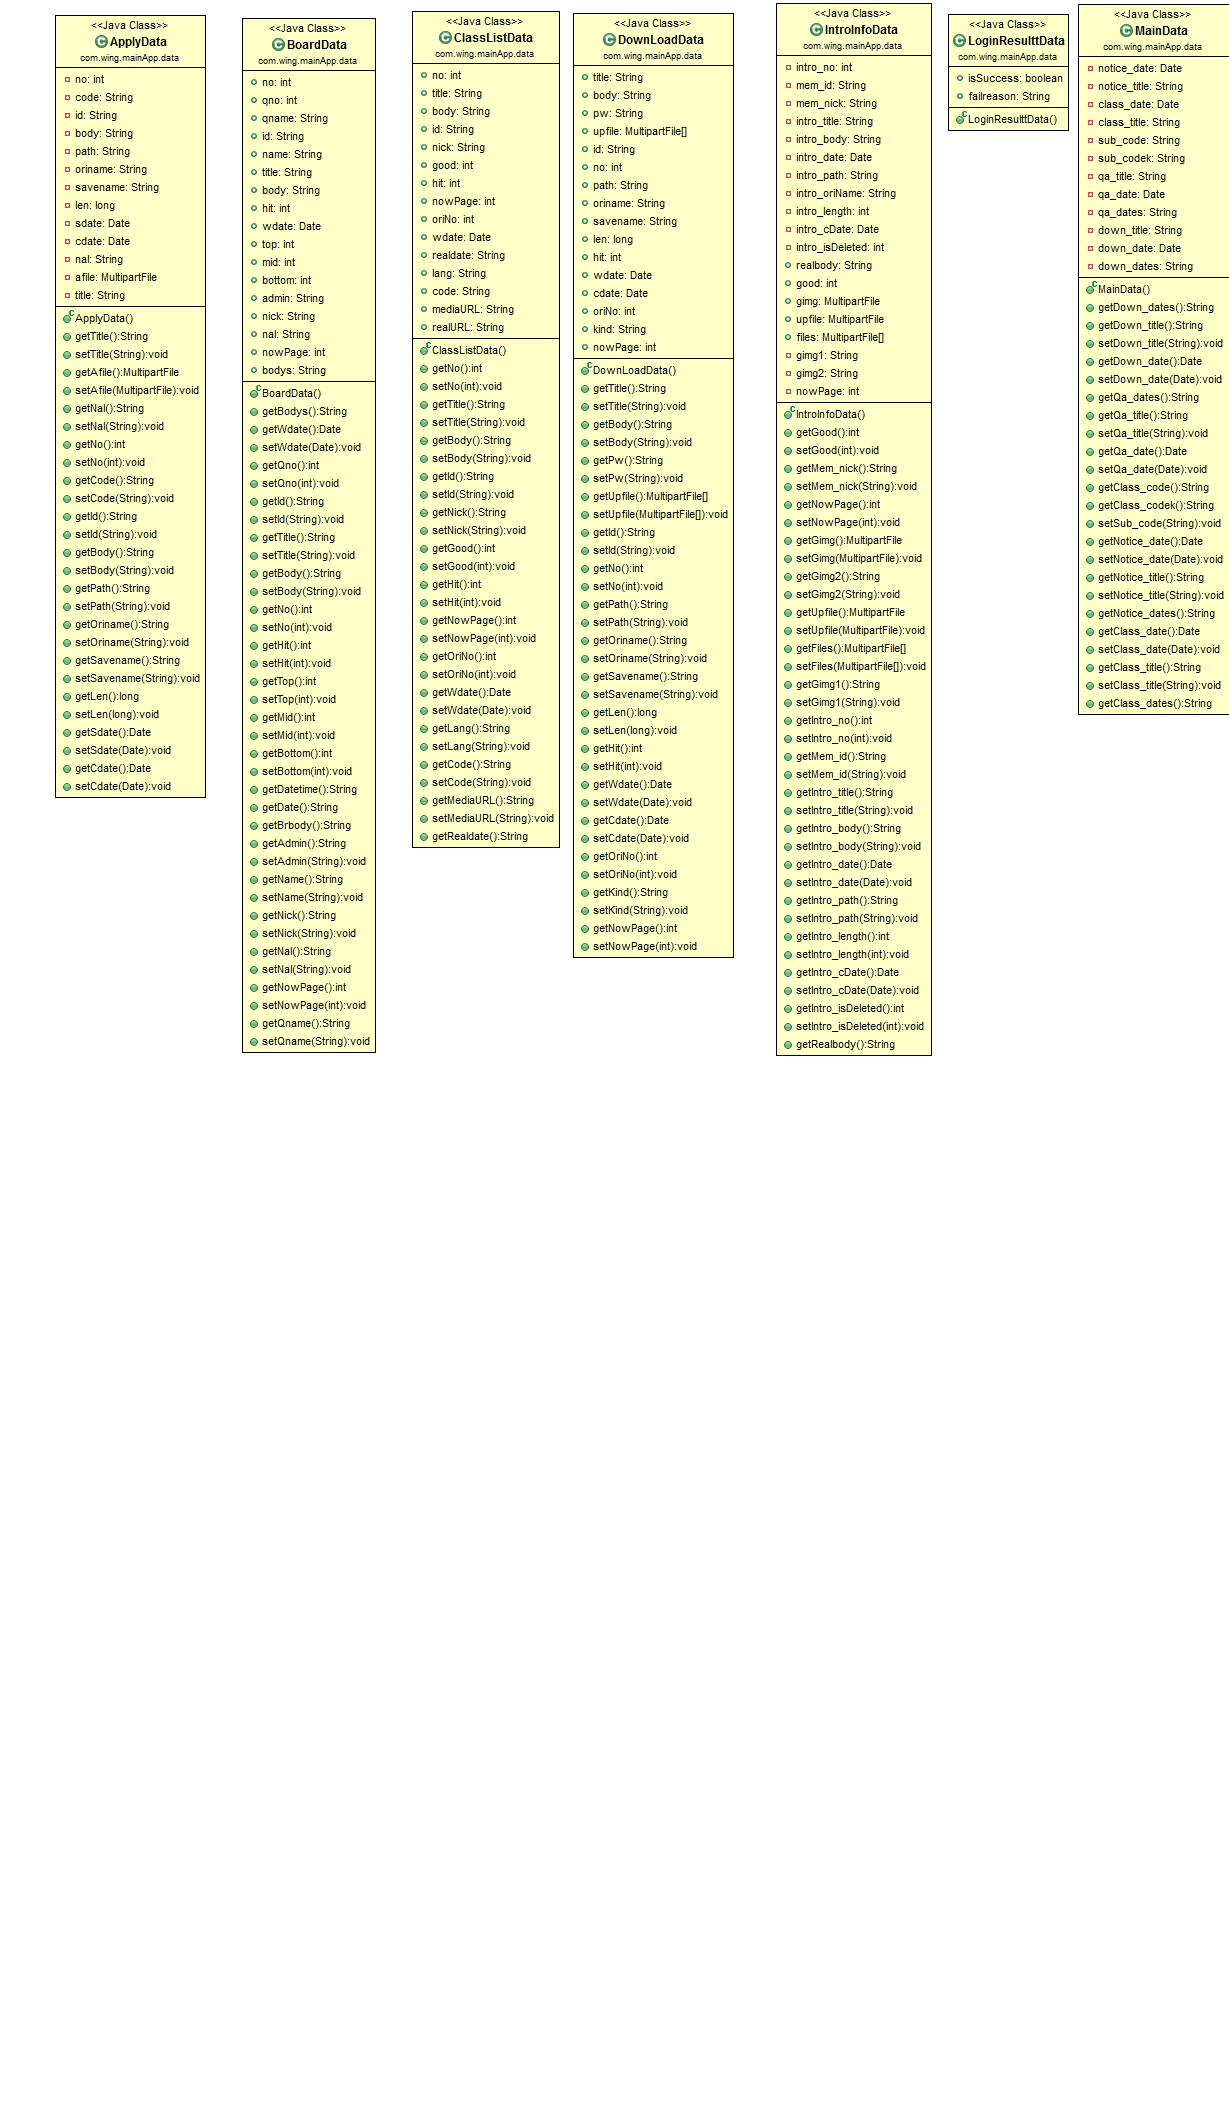 <<Java Class>>
ApplyData
com.wing.mainApp.data
no: int
code: String
id: String
body: String
path: String
oriname: String
savename: String
len: long
sdate: Date
cdate: Date
nal: String
afile: MultipartFile
title: String
ApplyData()
getTitle():String
setTitle(String):void
getAfile():MultipartFile
setAfile(MultipartFile):void
getNal():String
setNal(String):void
getNo():int
setNo(int):void
getCode():String
setCode(String):void
getId():String
setId(String):void
getBody():String
setBody(String):void
getPath():String
setPath(String):void
getOriname():String
setOriname(String):void
getSavename():String
setSavename(String):void
getLen():long
setLen(long):void
getSdate():Date
setSdate(Date):void
getCdate():Date
setCdate(Date):void
<<Java Class>>
BoardData
com.wing.mainApp.data
no: int
qno: int
qname: String
id: String
name: String
title: String
body: String
hit: int
wdate: Date
top: int
mid: int
bottom: int
admin: String
nick: String
nal: String
nowPage: int
bodys: String
BoardData()
getBodys():String
getWdate():Date
setWdate(Date):void
getQno():int
setQno(int):void
getId():String
setId(String):void
getTitle():String
setTitle(String):void
getBody():String
setBody(String):void
getNo():int
setNo(int):void
getHit():int
setHit(int):void
getTop():int
setTop(int):void
getMid():int
setMid(int):void
getBottom():int
setBottom(int):void
getDatetime():String
getDate():String
getBrbody():String
getAdmin():String
setAdmin(String):void
getName():String
setName(String):void
getNick():String
setNick(String):void
getNal():String
setNal(String):void
getNowPage():int
setNowPage(int):void
getQname():String
setQname(String):void
<<Java Class>>
ClassListData
com.wing.mainApp.data
no: int
title: String
body: String
id: String
nick: String
good: int
hit: int
nowPage: int
oriNo: int
wdate: Date
realdate: String
lang: String
code: String
mediaURL: String
realURL: String
ClassListData()
getNo():int
setNo(int):void
getTitle():String
setTitle(String):void
getBody():String
setBody(String):void
getId():String
setId(String):void
getNick():String
setNick(String):void
getGood():int
setGood(int):void
getHit():int
setHit(int):void
getNowPage():int
setNowPage(int):void
getOriNo():int
setOriNo(int):void
getWdate():Date
setWdate(Date):void
getLang():String
setLang(String):void
getCode():String
setCode(String):void
getMediaURL():String
setMediaURL(String):void
getRealdate():String
<<Java Class>>
DownLoadData
com.wing.mainApp.data
title: String
body: String
pw: String
upfile: MultipartFile[]
id: String
no: int
path: String
oriname: String
savename: String
len: long
hit: int
wdate: Date
cdate: Date
oriNo: int
kind: String
nowPage: int
DownLoadData()
getTitle():String
setTitle(String):void
getBody():String
setBody(String):void
getPw():String
setPw(String):void
getUpfile():MultipartFile[]
setUpfile(MultipartFile[]):void
getId():String
setId(String):void
getNo():int
setNo(int):void
getPath():String
setPath(String):void
getOriname():String
setOriname(String):void
getSavename():String
setSavename(String):void
getLen():long
setLen(long):void
getHit():int
setHit(int):void
getWdate():Date
setWdate(Date):void
getCdate():Date
setCdate(Date):void
getOriNo():int
setOriNo(int):void
getKind():String
setKind(String):void
getNowPage():int
setNowPage(int):void
<<Java Class>>
IntroInfoData
com.wing.mainApp.data
intro_no: int
mem_id: String
mem_nick: String
intro_title: String
intro_body: String
intro_date: Date
intro_path: String
intro_oriName: String
intro_length: int
intro_cDate: Date
intro_isDeleted: int
realbody: String
good: int
gimg: MultipartFile
upfile: MultipartFile
files: MultipartFile[]
gimg1: String
gimg2: String
nowPage: int
IntroInfoData()
getGood():int
setGood(int):void
getMem_nick():String
setMem_nick(String):void
getNowPage():int
setNowPage(int):void
getGimg():MultipartFile
setGimg(MultipartFile):void
getGimg2():String
setGimg2(String):void
getUpfile():MultipartFile
setUpfile(MultipartFile):void
getFiles():MultipartFile[]
setFiles(MultipartFile[]):void
getGimg1():String
setGimg1(String):void
getIntro_no():int
setIntro_no(int):void
getMem_id():String
setMem_id(String):void
getIntro_title():String
setIntro_title(String):void
getIntro_body():String
setIntro_body(String):void
getIntro_date():Date
setIntro_date(Date):void
getIntro_path():String
setIntro_path(String):void
getIntro_length():int
setIntro_length(int):void
getIntro_cDate():Date
setIntro_cDate(Date):void
getIntro_isDeleted():int
setIntro_isDeleted(int):void
getRealbody():String
<<Java Class>>
LoginResulttData
com.wing.mainApp.data
isSuccess: boolean
failreason: String
LoginResulttData()
<<Java Class>>
MainData
com.wing.mainApp.data
notice_date: Date
notice_title: String
class_date: Date
class_title: String
sub_code: String
sub_codek: String
qa_title: String
qa_date: Date
qa_dates: String
down_title: String
down_date: Date
down_dates: String
MainData()
getDown_dates():String
getDown_title():String
setDown_title(String):void
getDown_date():Date
setDown_date(Date):void
getQa_dates():String
getQa_title():String
setQa_title(String):void
getQa_date():Date
setQa_date(Date):void
getClass_code():String
getClass_codek():String
setSub_code(String):void
getNotice_date():Date
setNotice_date(Date):void
getNotice_title():String
setNotice_title(String):void
getNotice_dates():String
getClass_date():Date
setClass_date(Date):void
getClass_title():String
setClass_title(String):void
getClass_dates():String